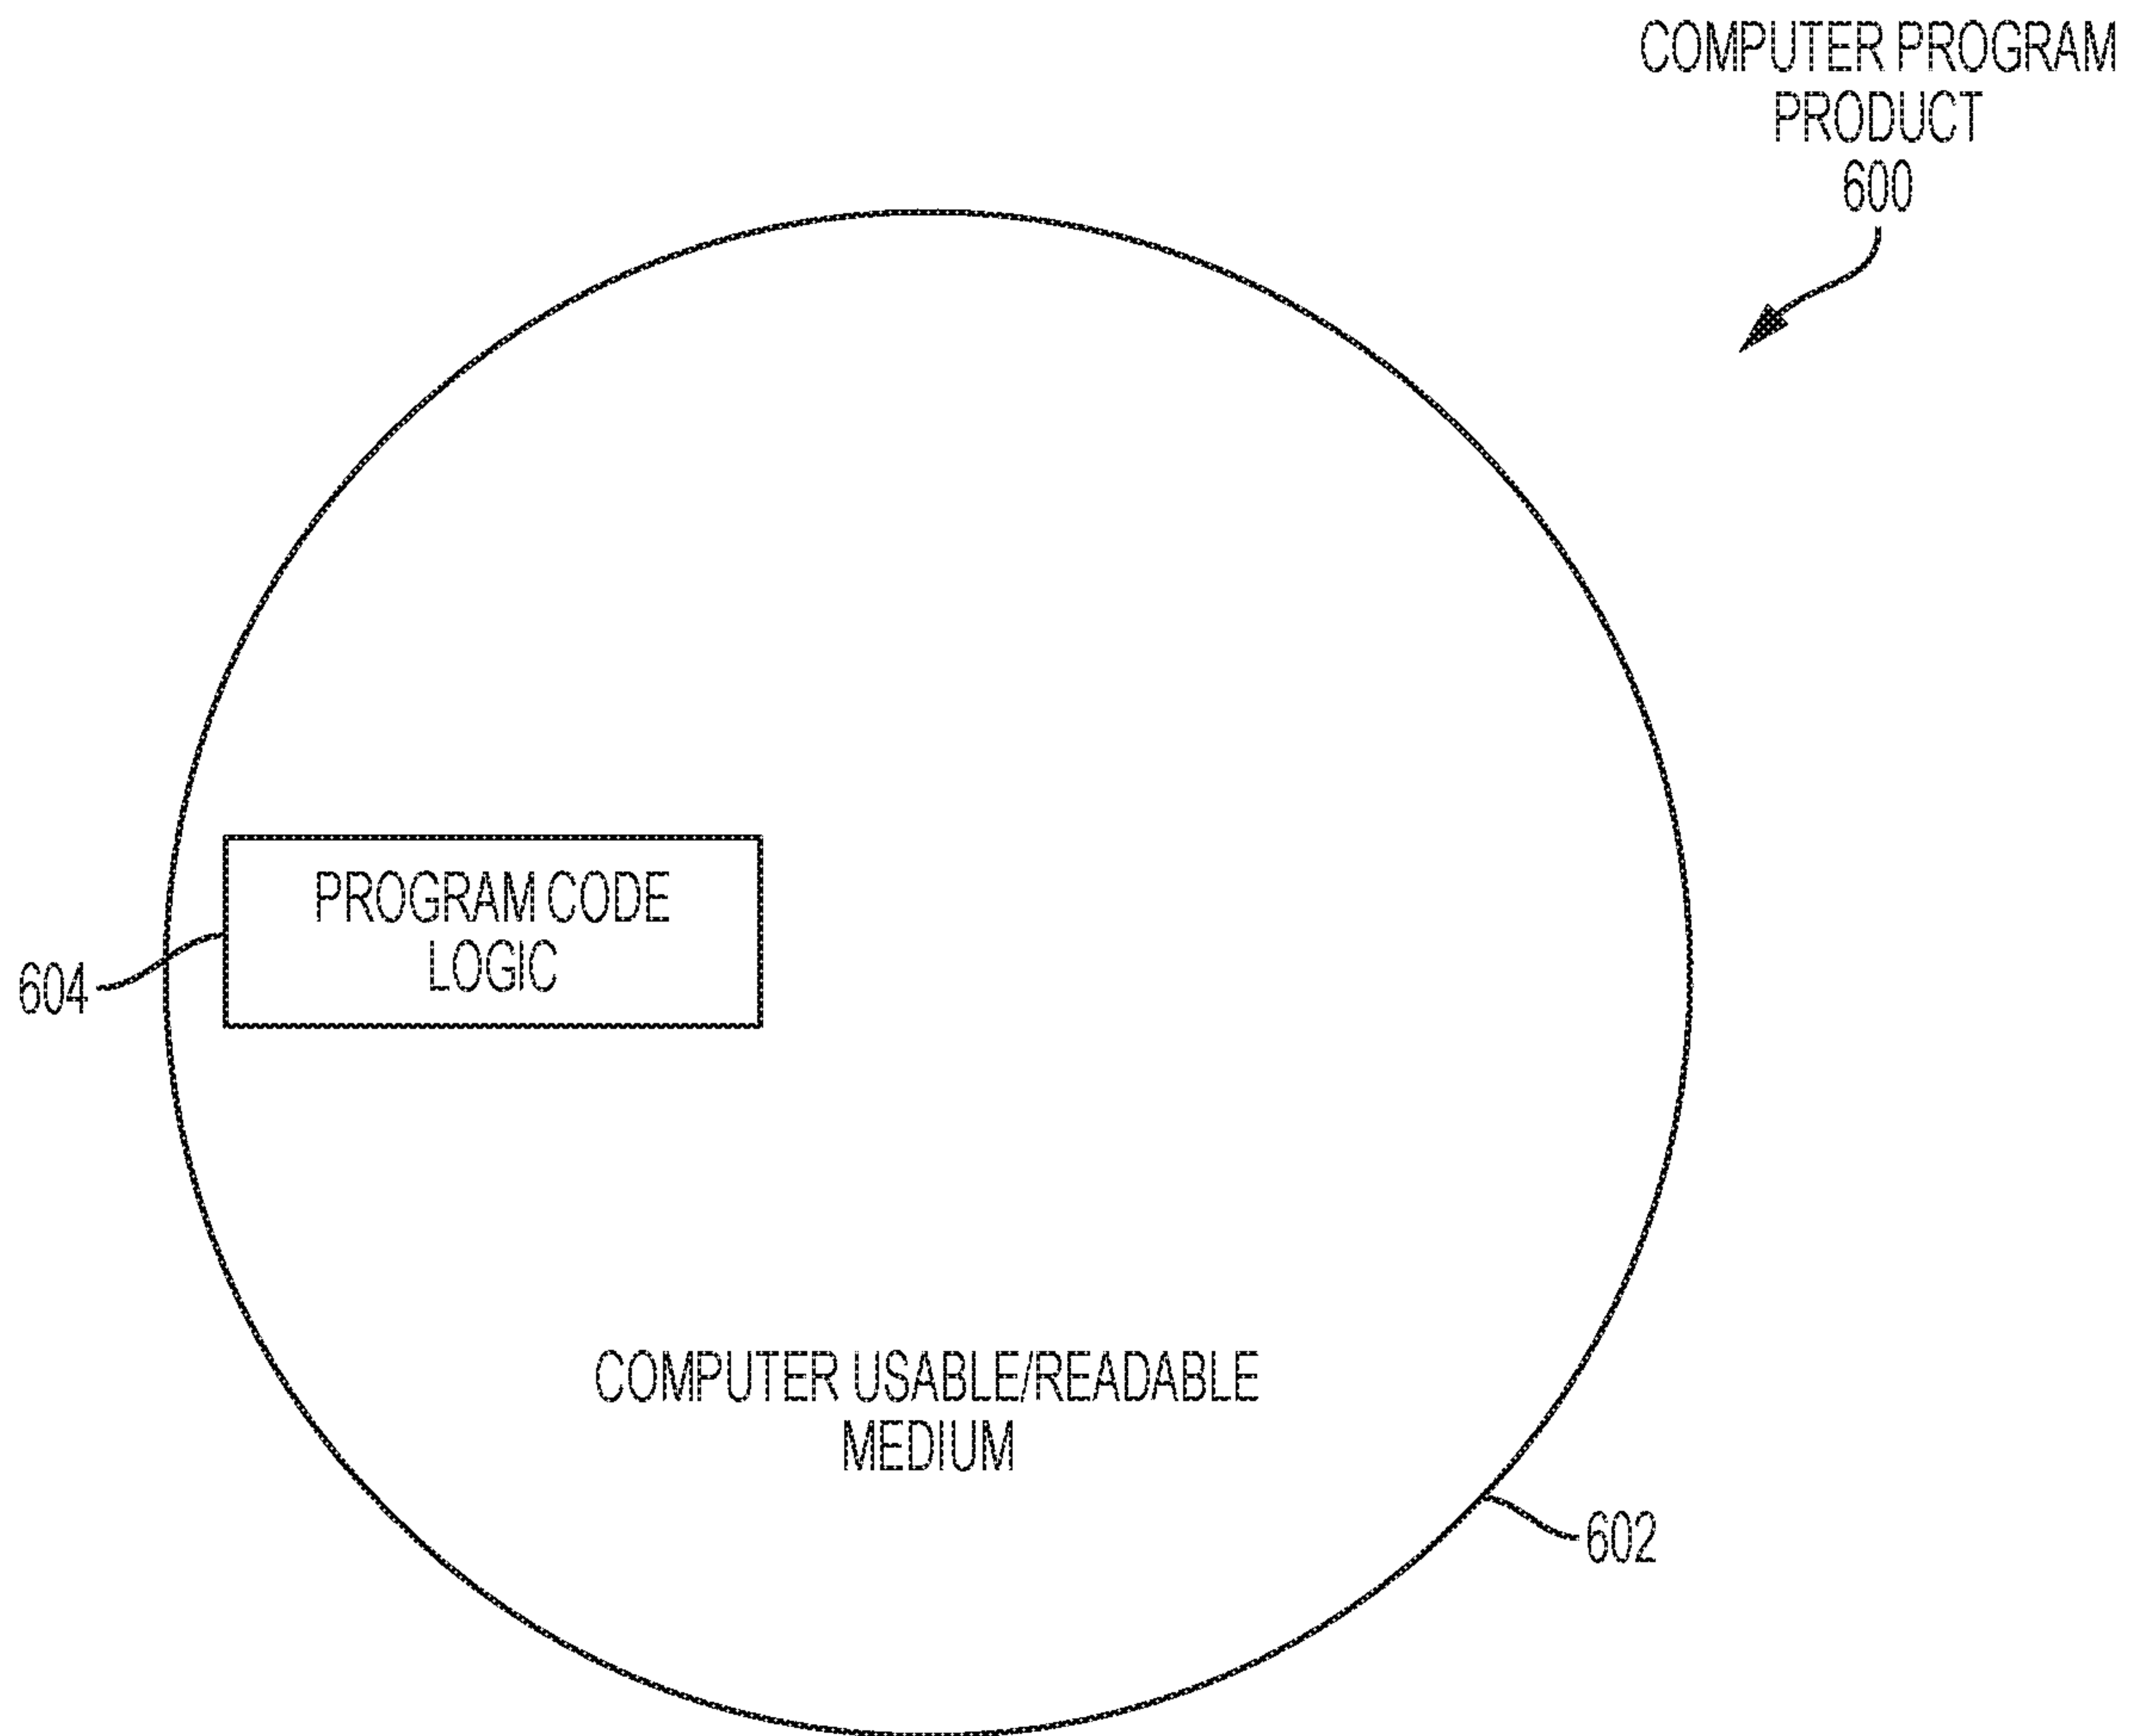 COMPUTER PROGRAM
PRODUCT
600
PROGRAM CODE
LOGIC
604
COMPUTER USABLE/READABLE
MEDIUM
602